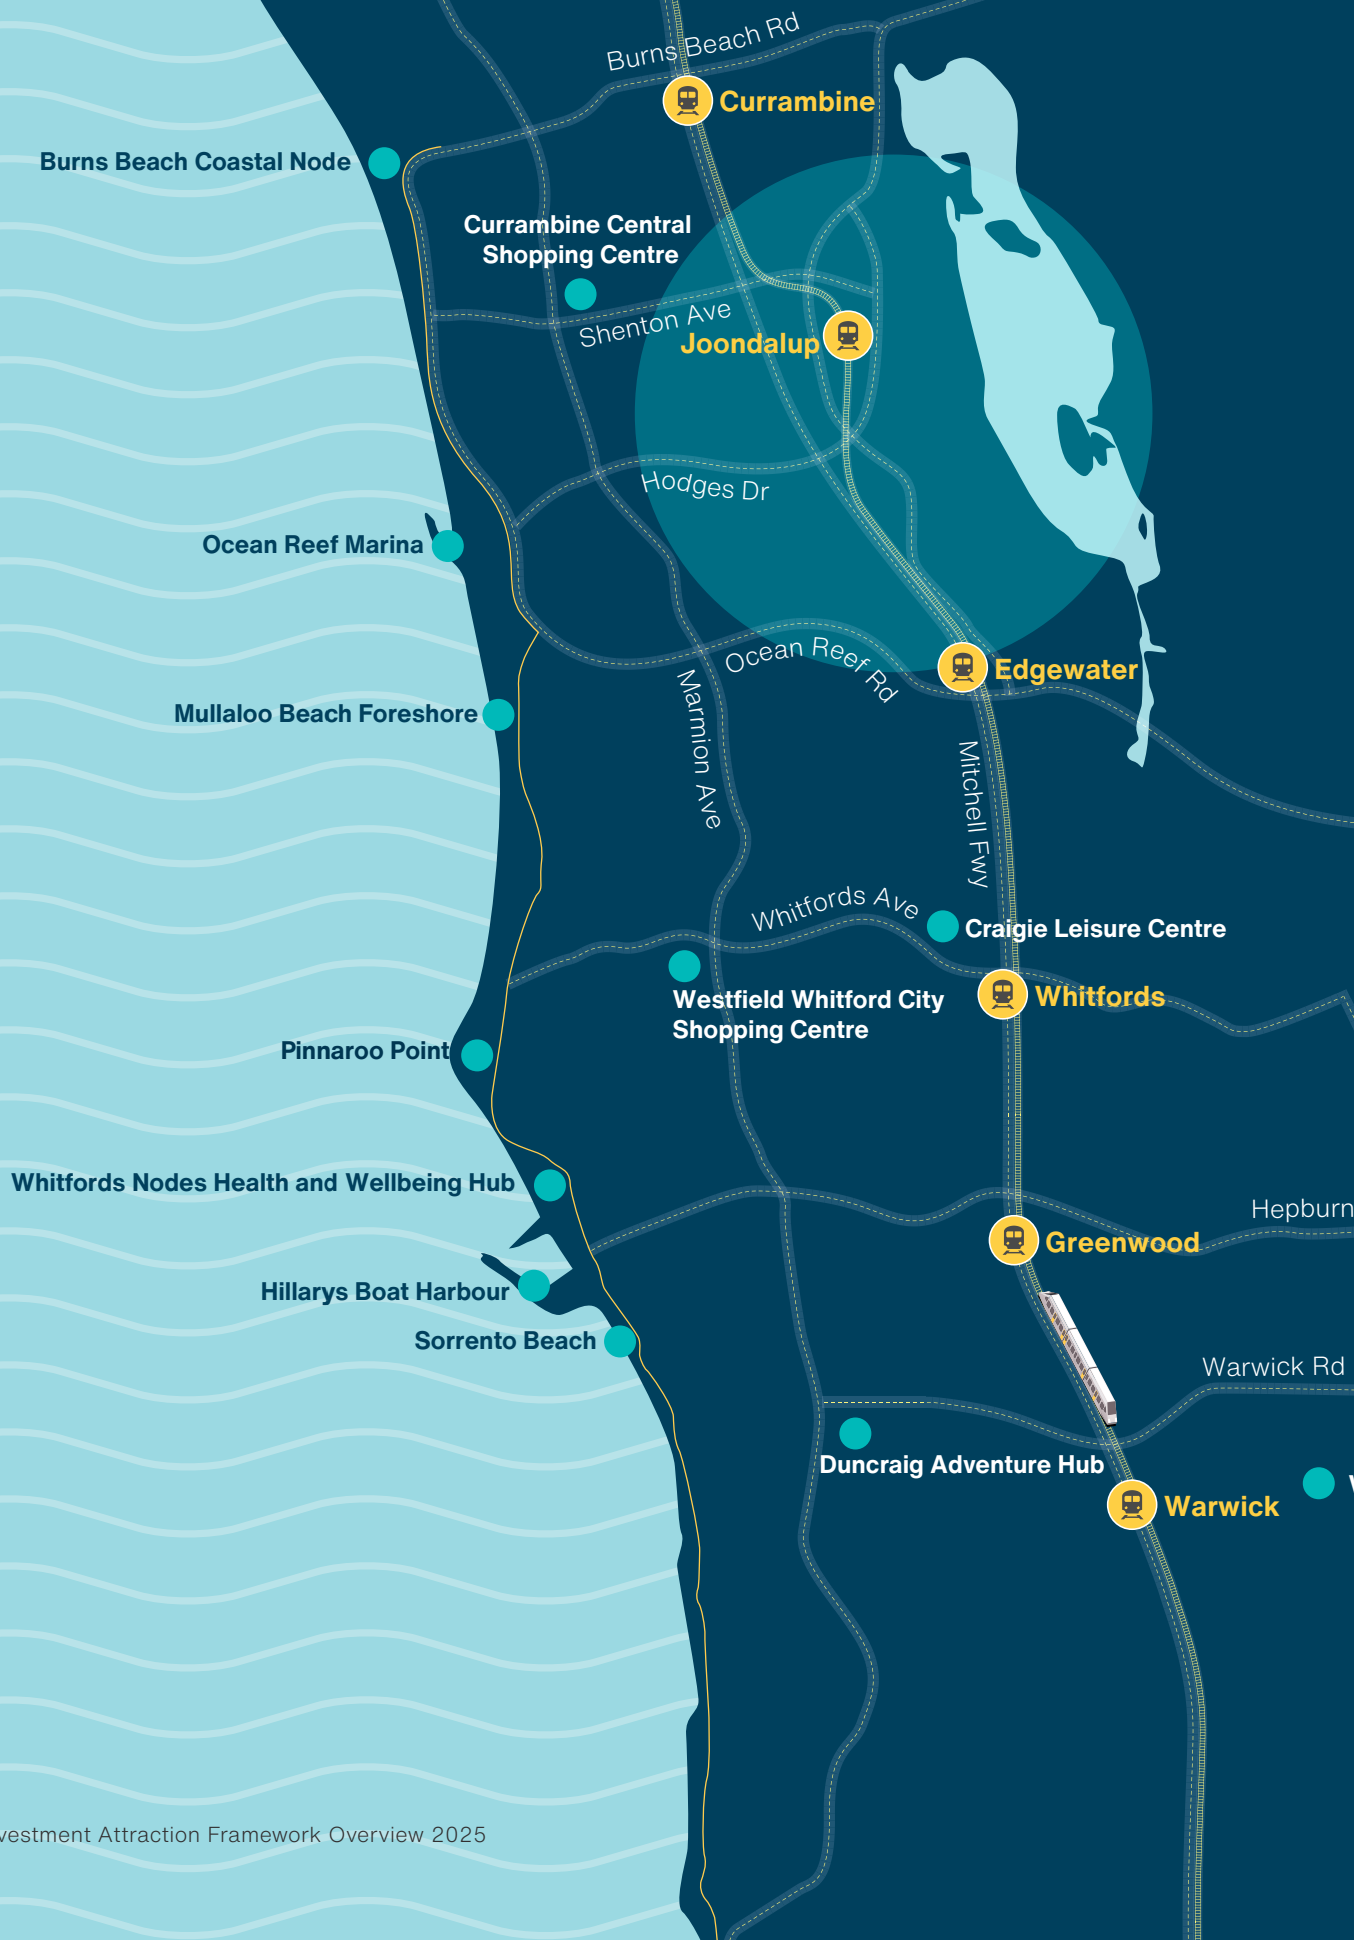 Burns Beach Rd
Currambine
Burns Beach Coastal Node
Currambine Central
Shopping Centre
Shenton Ave
Joondalup
Hodges Dr
Ocean Reef Marina
Ocean Reef Rd
Edgewater
Marmion Ave
Mullaloo Beach Foreshore
Mitchell Fwy
Whitfords Ave
Craigie Leisure Centre
Westfield Whitford City
Shopping Centre
Whitfords
Pinnaroo Point
Whitfords Nodes Health and Wellbeing Hub
Hepburn
Greenwood
Hillarys Boat Harbour
Sorrento Beach
Warwick Rd
Duncraig Adventure Hub
Warwick
vestment Attraction Framework Overview 2025